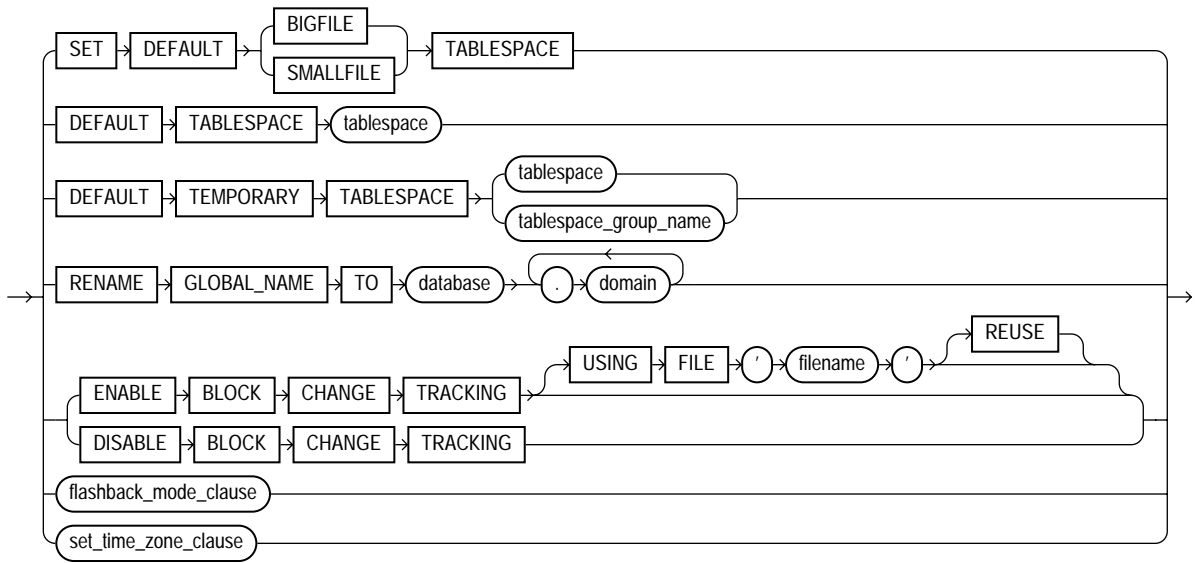 BIGFILE
SET DEFAULT TABLESPACE
SMALLFILE
DEFAULT TABLESPACE tablespace
tablespace
DEFAULT TEMPORARY TABLESPACE
tablespace_group_name
RENAME GLOBAL_NAME TO database . domain
REUSE
USING FILE ' filename '
ENABLE BLOCK CHANGE TRACKING
DISABLE BLOCK CHANGE TRACKING
flashback_mode_clause
set_time_zone_clause